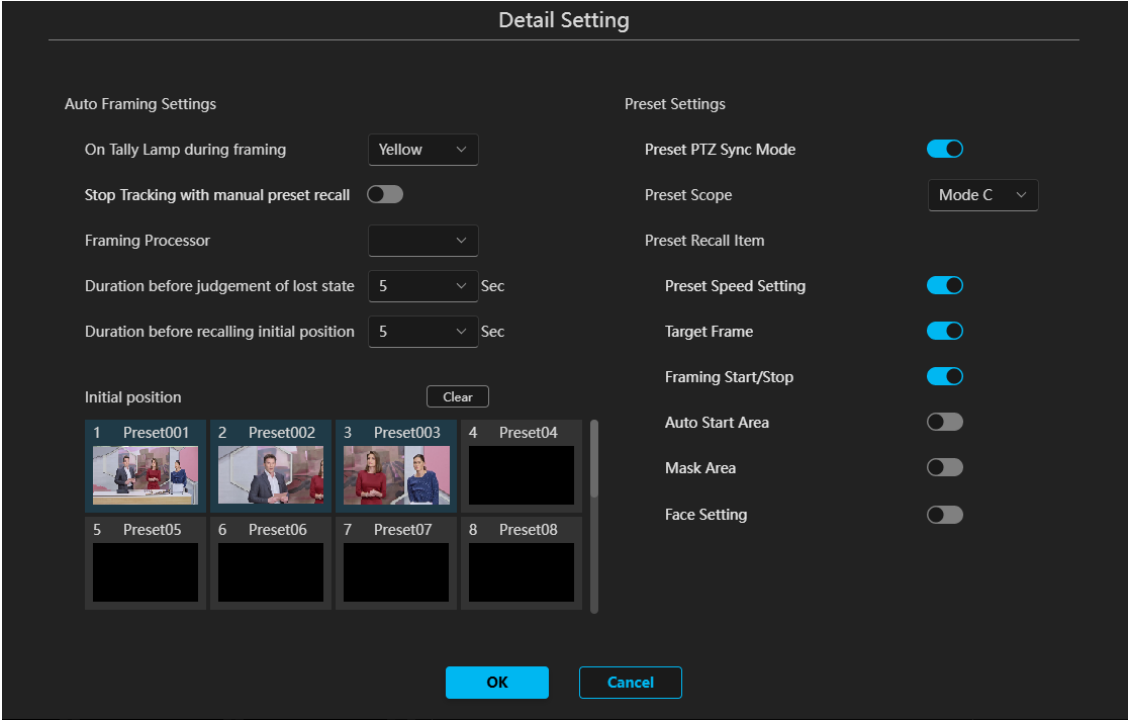 Detail Setting
Auto Framing Settings
On Tally Lamp during framing Yellow
Stop Tracking with manual preset recall
Framing Processor
Duration before judgement of lost state 5 Sec
Duration before recalling initial position 5 Sec
Initial position Clear
1 Preset001 2 Preset002 3 Preset003 4 Preset04
5 Preset05 6 Preset06 7 Preset07 8 Preset08
Preset Settings
Preset PTZ Sync Mode
Preset Scope Mode C
Preset Recall Item
Preset Speed Setting
Target Frame
Framing Start/Stop
Auto Start Area
Mask Area
Face Setting
OK Cancel